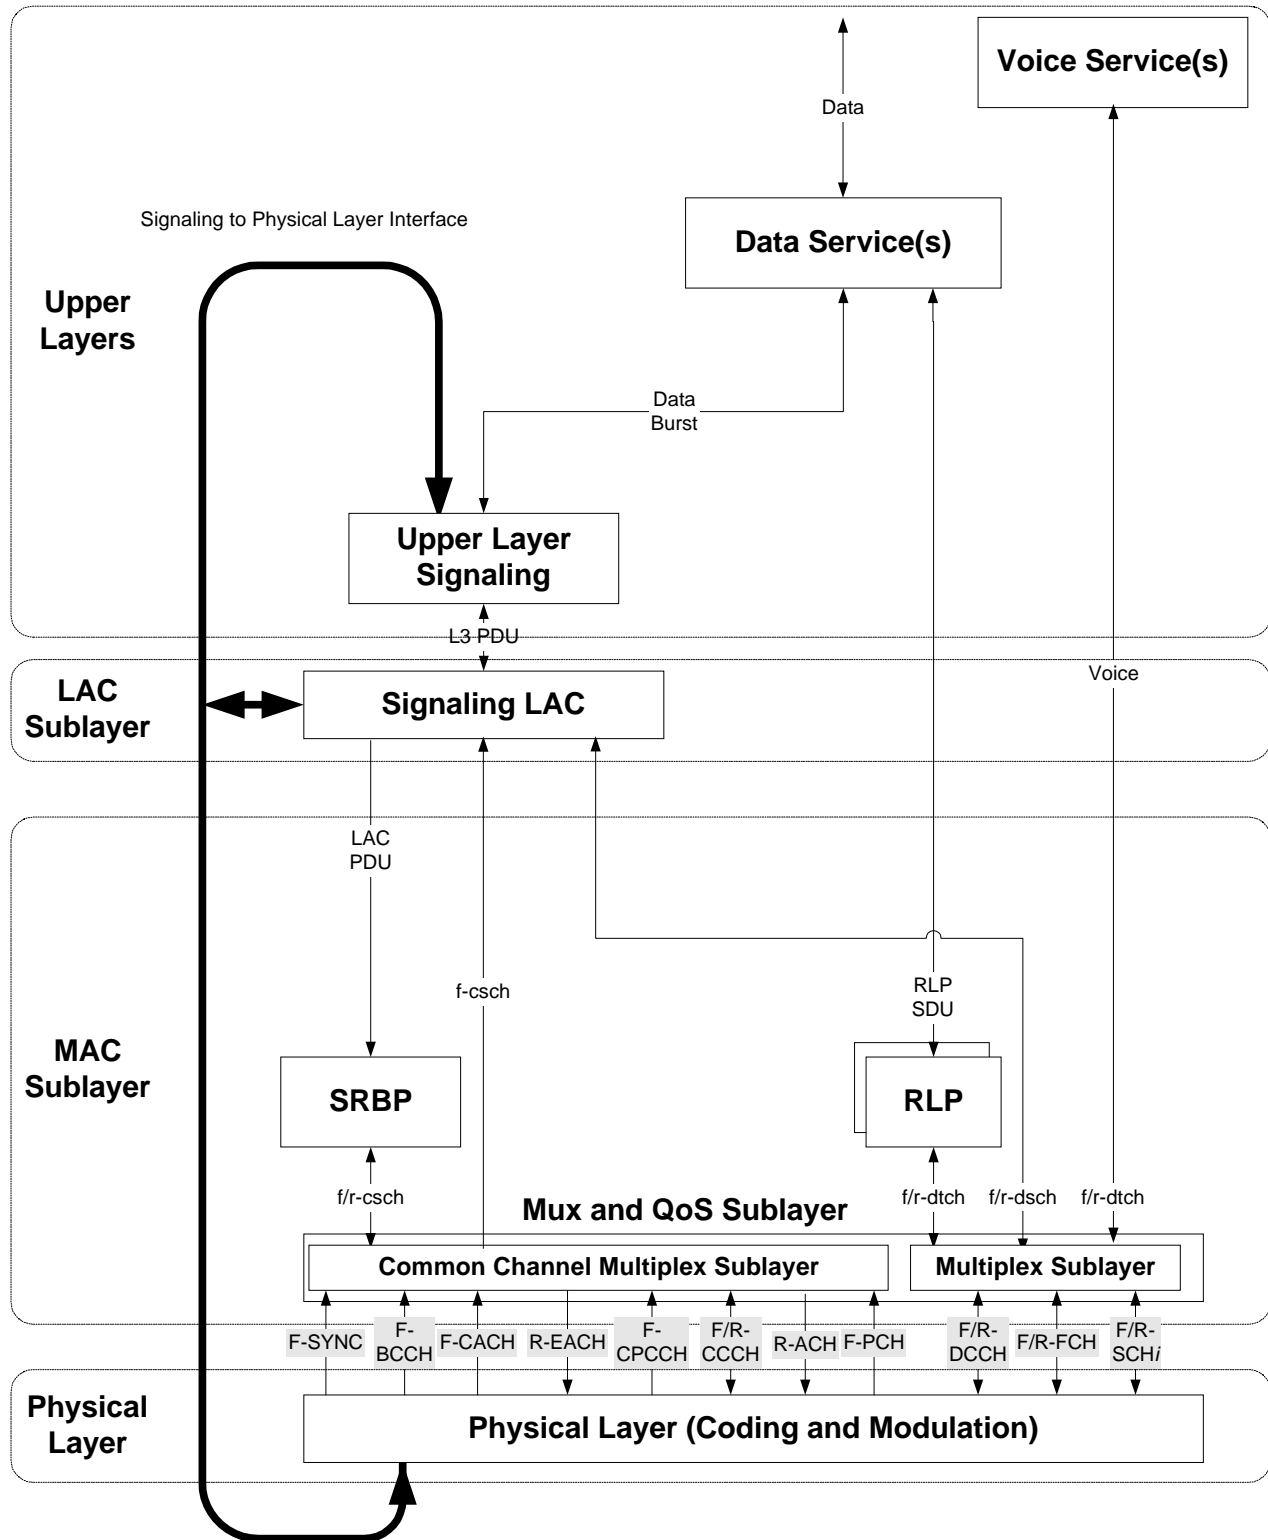 Voice Service(s)
Data
Signaling to Physical Layer Interface
Data Service(s)
Upper
Layers
Data
Burst
Upper Layer
Signaling
L3 PDU
LAC
Sublayer
Signaling LAC
Voice
LAC
PDU
f-csch
RLP
SDU
MAC
Sublayer
SRBP
RLP
f/r-csch
f/r-dtch
f/r-dsch
f/r-dtch
Mux and QoS Sublayer
Common Channel Multiplex Sublayer
Multiplex Sublayer
F-SYNC
F-
BCCH
F-CACH
R-EACH
F-
CPCCH
F/R-
CCCH
R-ACH
F-PCH
F/R-
DCCH
F/R-FCH
F/R-
SCHi
Physical
Layer
Physical Layer (Coding and Modulation)